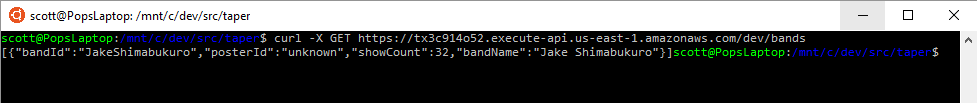 scott@PopsLaptop: /mnt/c/dev/src/taper
scott@PopsLaptop:/mnt/c/dev/src/taper$ curl -X GET https://tx3c914o52.execute-api.us-east-1.amazonaws.com/dev/bands
[{"bandId":"JakeShimabukuro","posterId":"unknown","showCount":32,"bandName":"Jake Shimabukuro"}]scott@PopsLaptop:/mnt/c/dev/src/taper$